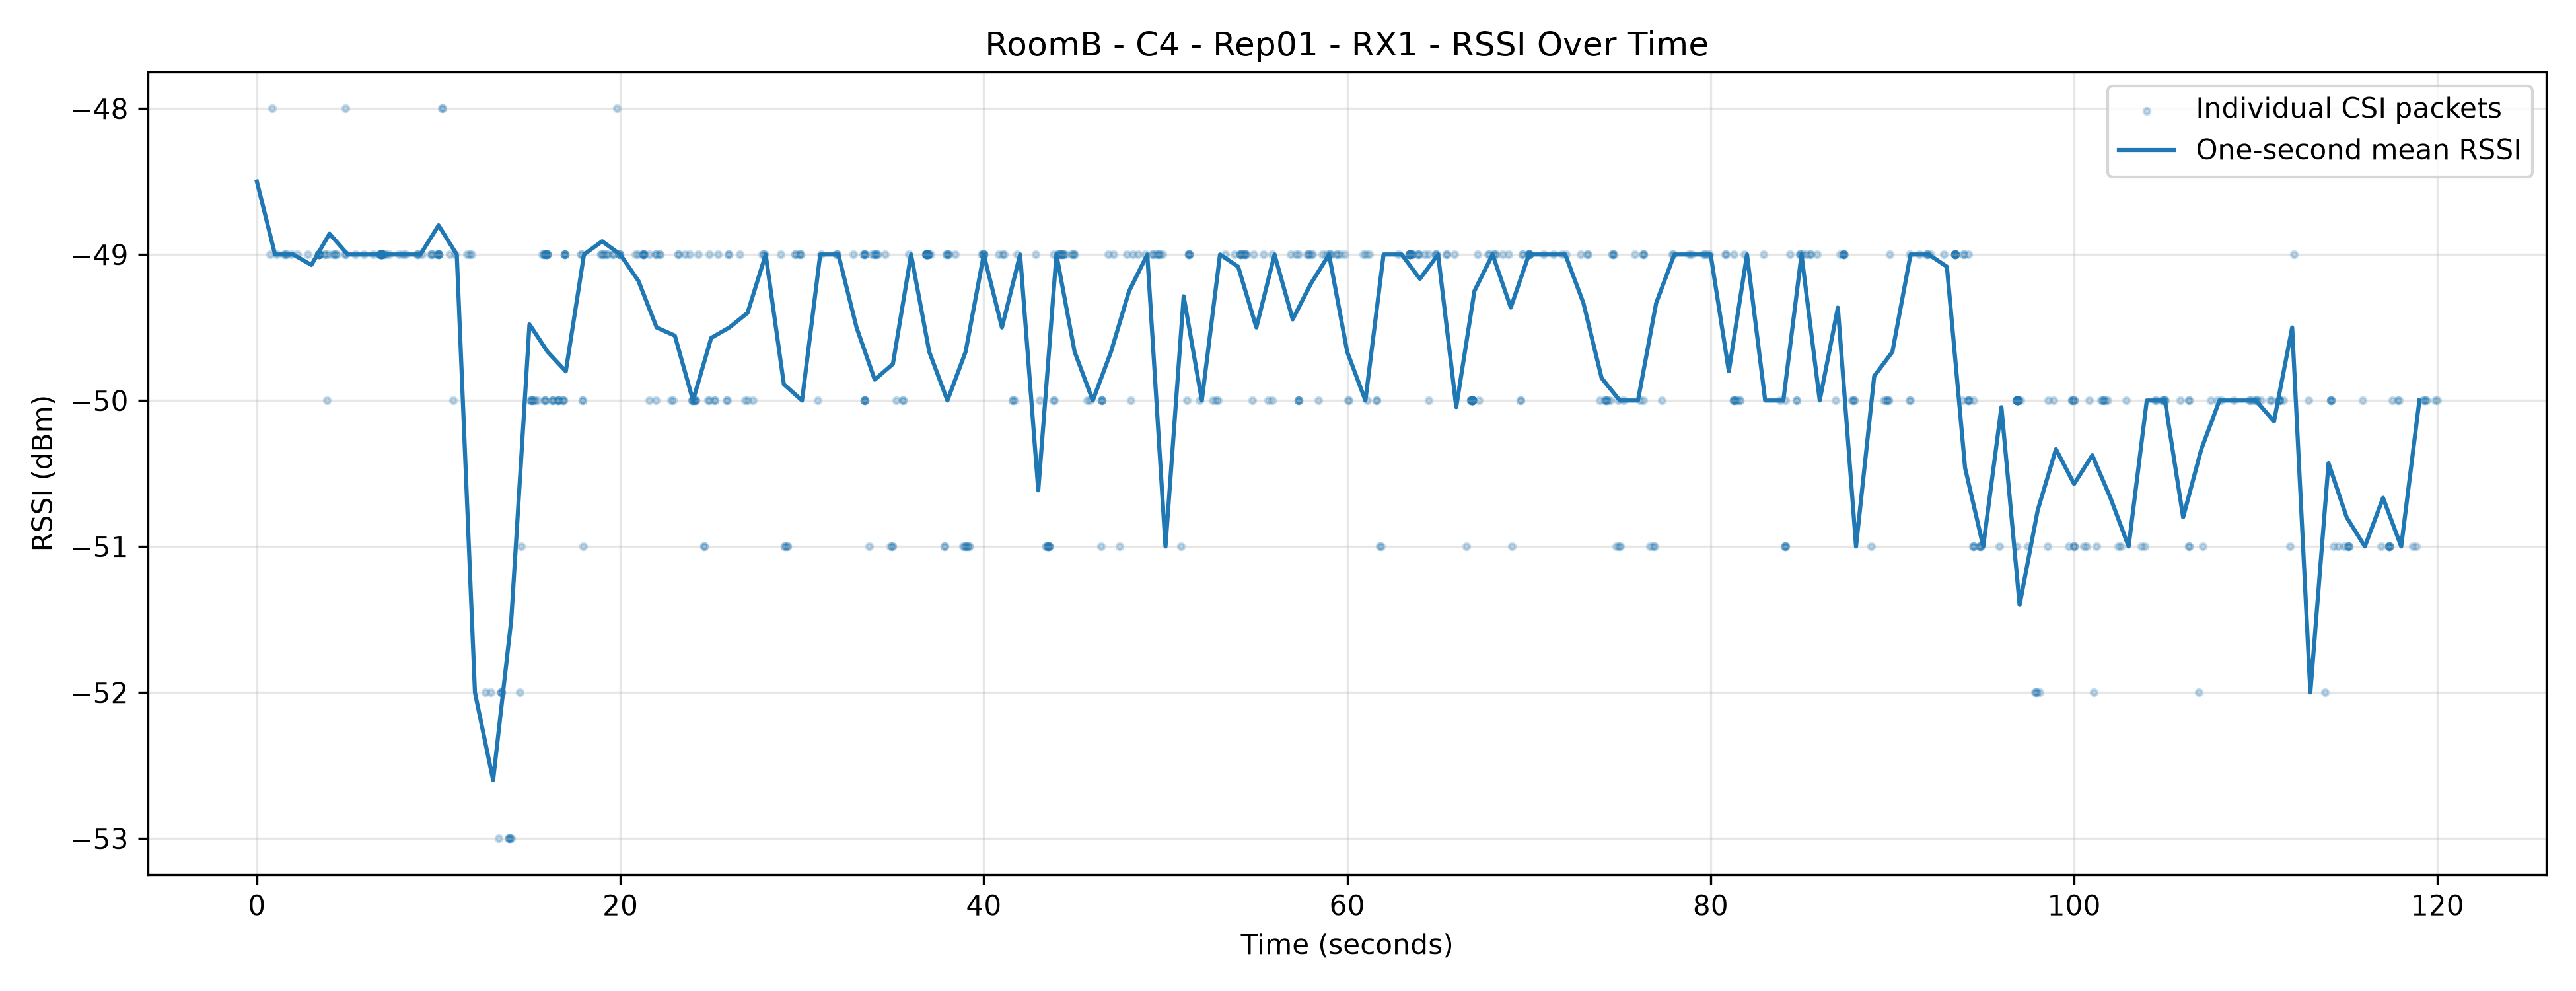 RoomB - C4 - Rep01 - RX1 - RSSI Over Time
Individual CSI packets
One-second mean RSSI
RSSI (dBm)
−48
−49
−50
−51
−52
−53
0 20 40 60 80 100 120
Time (seconds)